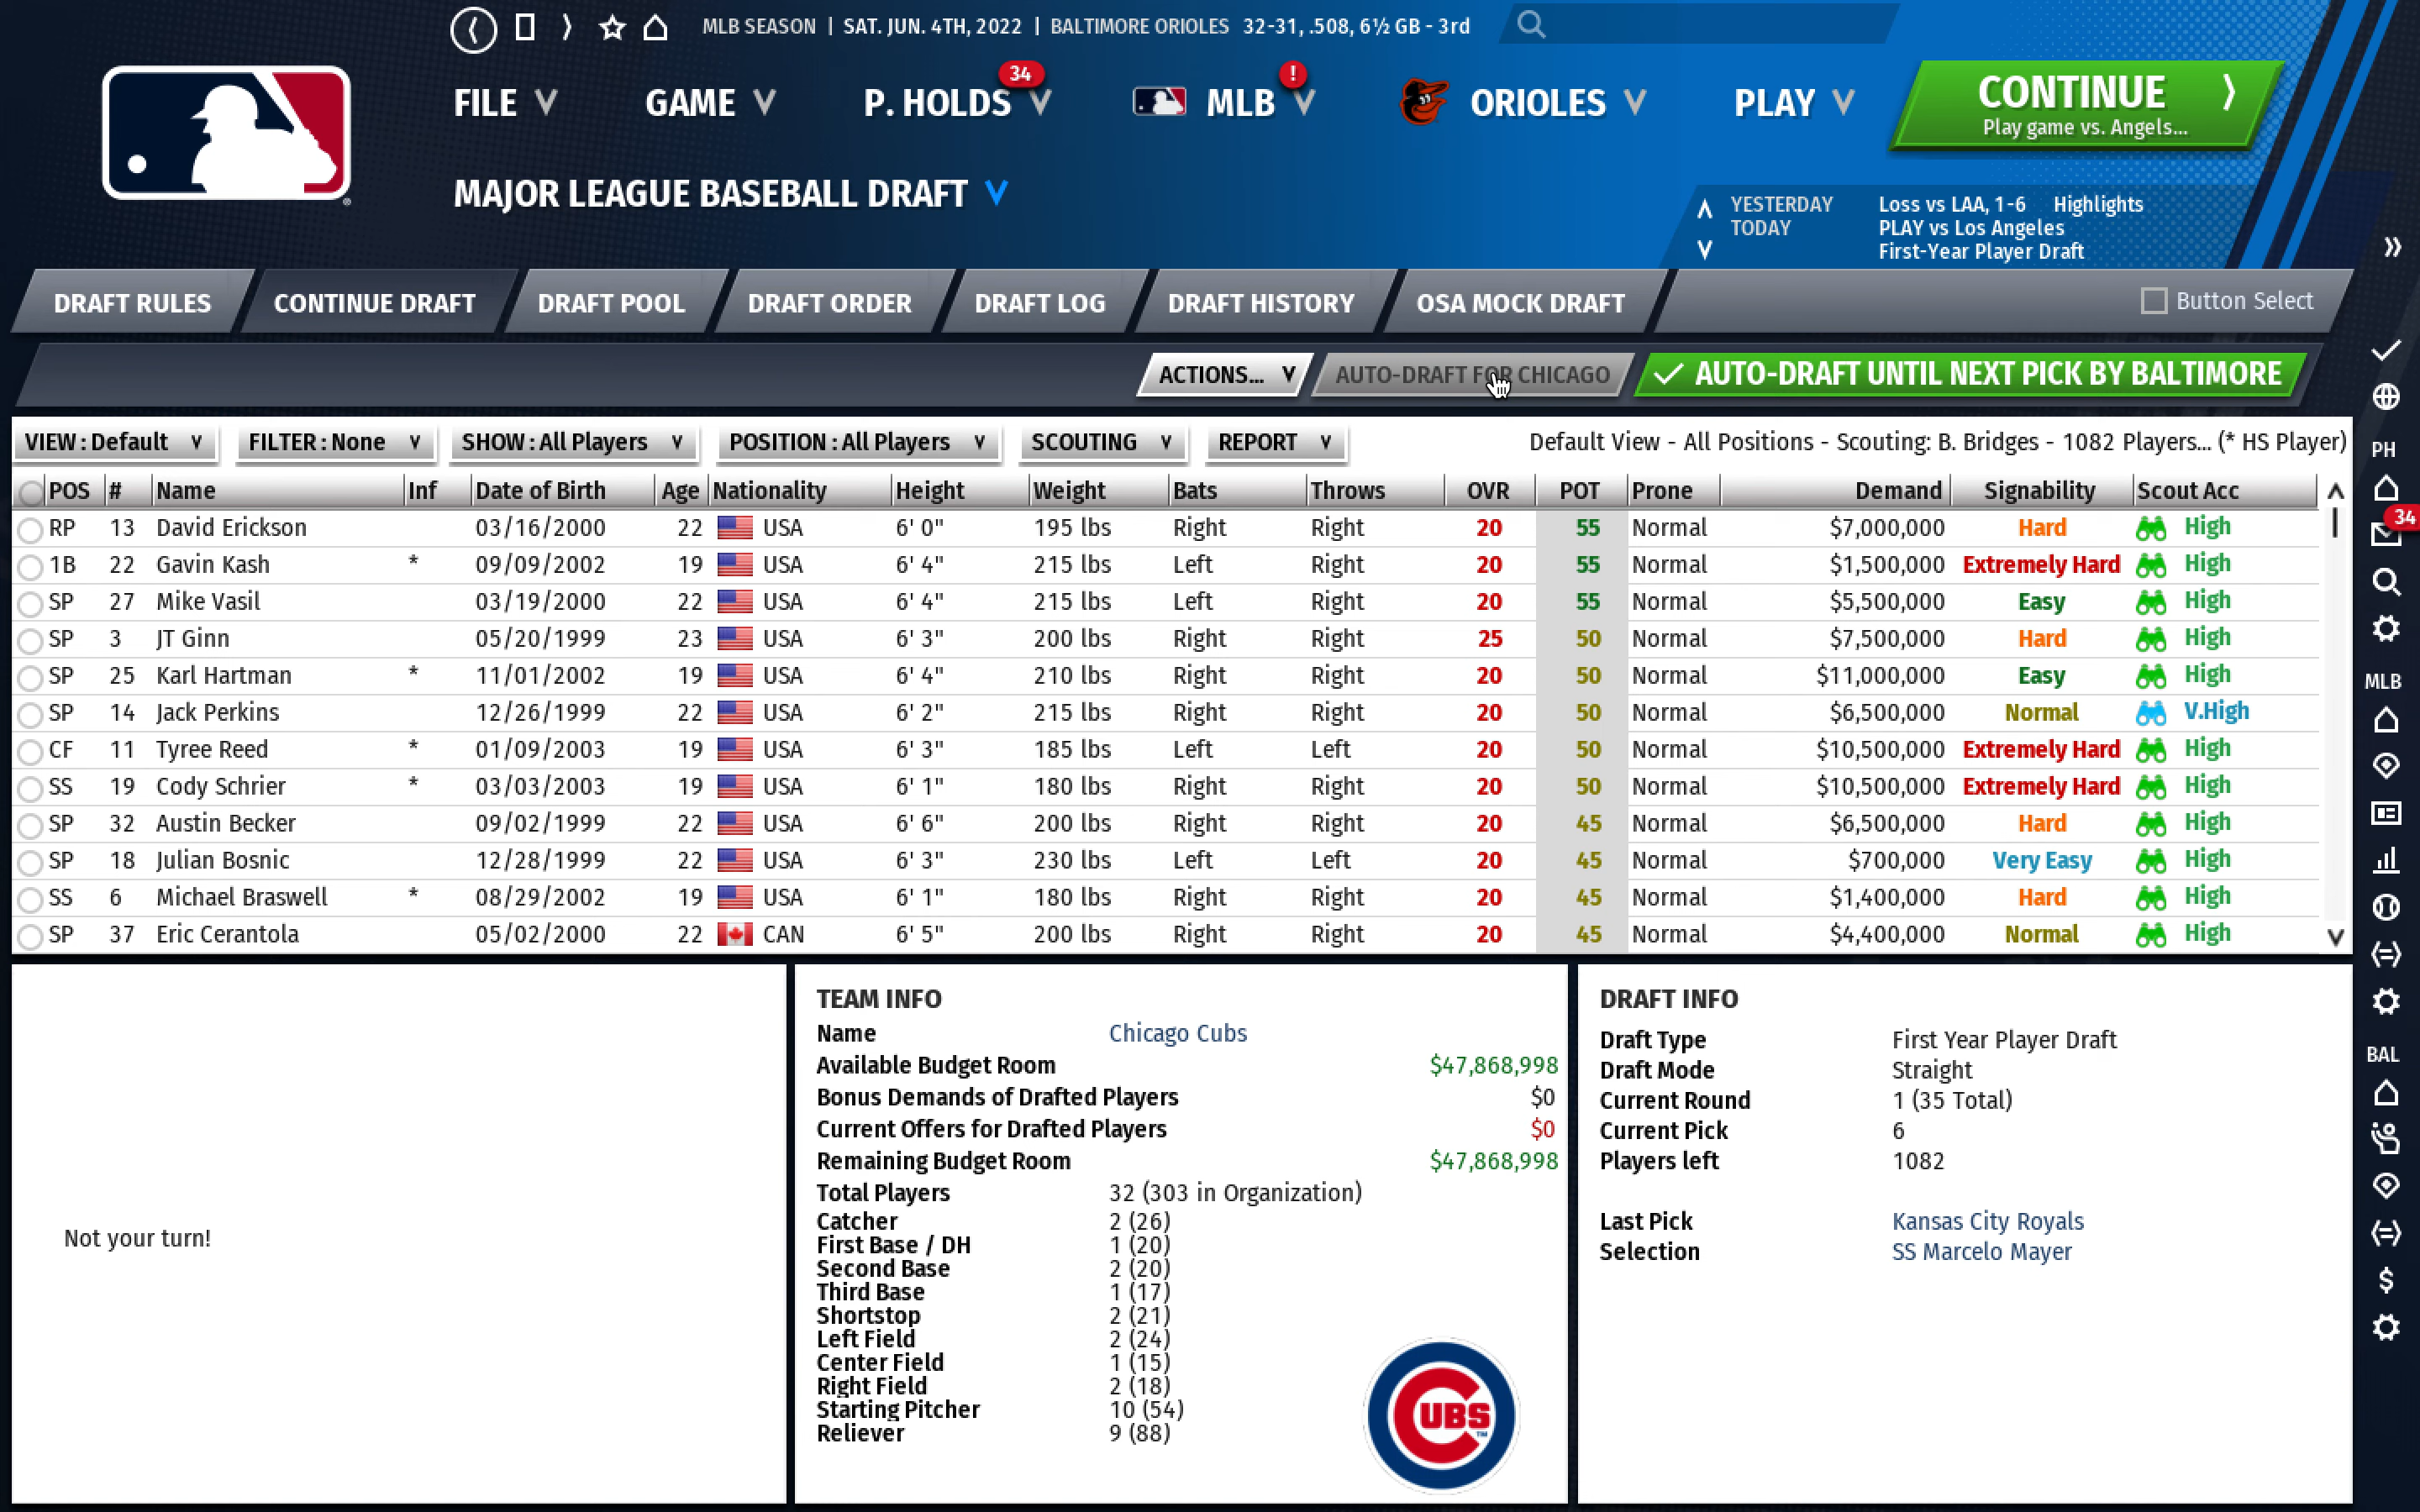 MLB SEASON | SAT. JUN. 4TH, 2022 | BALTIMORE ORIOLES 32-31, .508, 6½ GB - 3rd
FILE GAME P. HOLDS 34 MLB ! ORIOLES PLAY CONTINUE
Play game vs. Angels...
MAJOR LEAGUE BASEBALL DRAFT
YESTERDAY Loss vs LAA, 1-6 Highlights
TODAY PLAY vs Los Angeles
First-Year Player Draft
DRAFT RULES CONTINUE DRAFT DRAFT POOL DRAFT ORDER DRAFT LOG DRAFT HISTORY OSA MOCK DRAFT Button Select
ACTIONS... AUTO-DRAFT FOR CHICAGO AUTO-DRAFT UNTIL NEXT PICK BY BALTIMORE
VIEW : Default FILTER : None SHOW : All Players POSITION : All Players SCOUTING REPORT Default View - All Positions - Scouting: B. Bridges - 1082 Players... (* HS Player)
POS # Name Inf Date of Birth Age Nationality Height Weight Bats Throws OVR POT Prone Demand Signability Scout Acc
RP 13 David Erickson 03/16/2000 22 USA 6' 0" 195 lbs Right Right 20 55 Normal $7,000,000 Hard High
1B 22 Gavin Kash * 09/09/2002 19 USA 6' 4" 215 lbs Left Right 20 55 Normal $1,500,000 Extremely Hard High
SP 27 Mike Vasil 03/19/2000 22 USA 6' 4" 215 lbs Left Right 20 55 Normal $5,500,000 Easy High
SP 3 JT Ginn 05/20/1999 23 USA 6' 3" 200 lbs Right Right 25 50 Normal $7,500,000 Hard High
SP 25 Karl Hartman * 11/01/2002 19 USA 6' 4" 210 lbs Right Right 20 50 Normal $11,000,000 Easy High
SP 14 Jack Perkins 12/26/1999 22 USA 6' 2" 215 lbs Right Right 20 50 Normal $6,500,000 Normal V.High
CF 11 Tyree Reed * 01/09/2003 19 USA 6' 3" 185 lbs Left Left 20 50 Normal $10,500,000 Extremely Hard High
SS 19 Cody Schrier * 03/03/2003 19 USA 6' 1" 180 lbs Right Right 20 50 Normal $10,500,000 Extremely Hard High
SP 32 Austin Becker 09/02/1999 22 USA 6' 6" 200 lbs Right Right 20 45 Normal $6,500,000 Hard High
SP 18 Julian Bosnic 12/28/1999 22 USA 6' 3" 230 lbs Left Left 20 45 Normal $700,000 Very Easy High
SS 6 Michael Braswell * 08/29/2002 19 USA 6' 1" 180 lbs Right Right 20 45 Normal $1,400,000 Hard High
SP 37 Eric Cerantola 05/02/2000 22 CAN 6' 5" 200 lbs Right Right 20 45 Normal $4,400,000 Normal High
Not your turn!
TEAM INFO
Name Chicago Cubs
Available Budget Room $47,868,998
Bonus Demands of Drafted Players $0
Current Offers for Drafted Players $0
Remaining Budget Room $47,868,998
Total Players 32 (303 in Organization)
Catcher 2 (26)
First Base / DH 1 (20)
Second Base 2 (20)
Third Base 1 (17)
Shortstop 2 (21)
Left Field 2 (24)
Center Field 1 (15)
Right Field 2 (18)
Starting Pitcher 10 (54)
Reliever 9 (88)
CUBS
TM
DRAFT INFO
Draft Type First Year Player Draft
Draft Mode Straight
Current Round 1 (35 Total)
Current Pick 6
Players left 1082
Last Pick Kansas City Royals
Selection SS Marcelo Mayer
PH
34
MLB
BAL
$